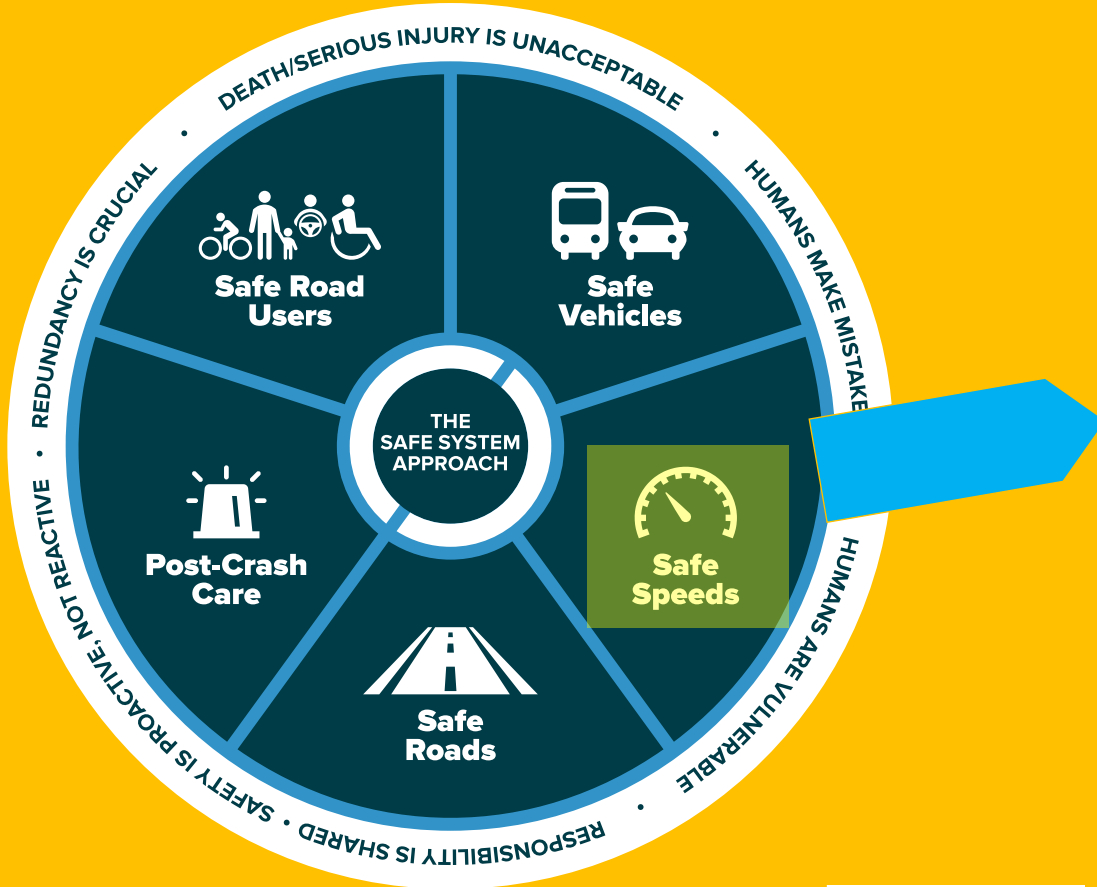 DEATH/SERIOUS INJURY IS UNACCEPTABLE
HUMANS MAKE MISTAKE
HUMANS ARE VULNERABLE
RESPONSIBILITY IS SHARED
SAFETY IS PROACTIVE, NOT REACTIVE
REDUNDANCY IS CRUCIAL
Safe Road
Users
Safe
Vehicles
THE
SAFE SYSTEM
APPROACH
Safe
Speeds
Post-Crash
Care
Safe
Roads